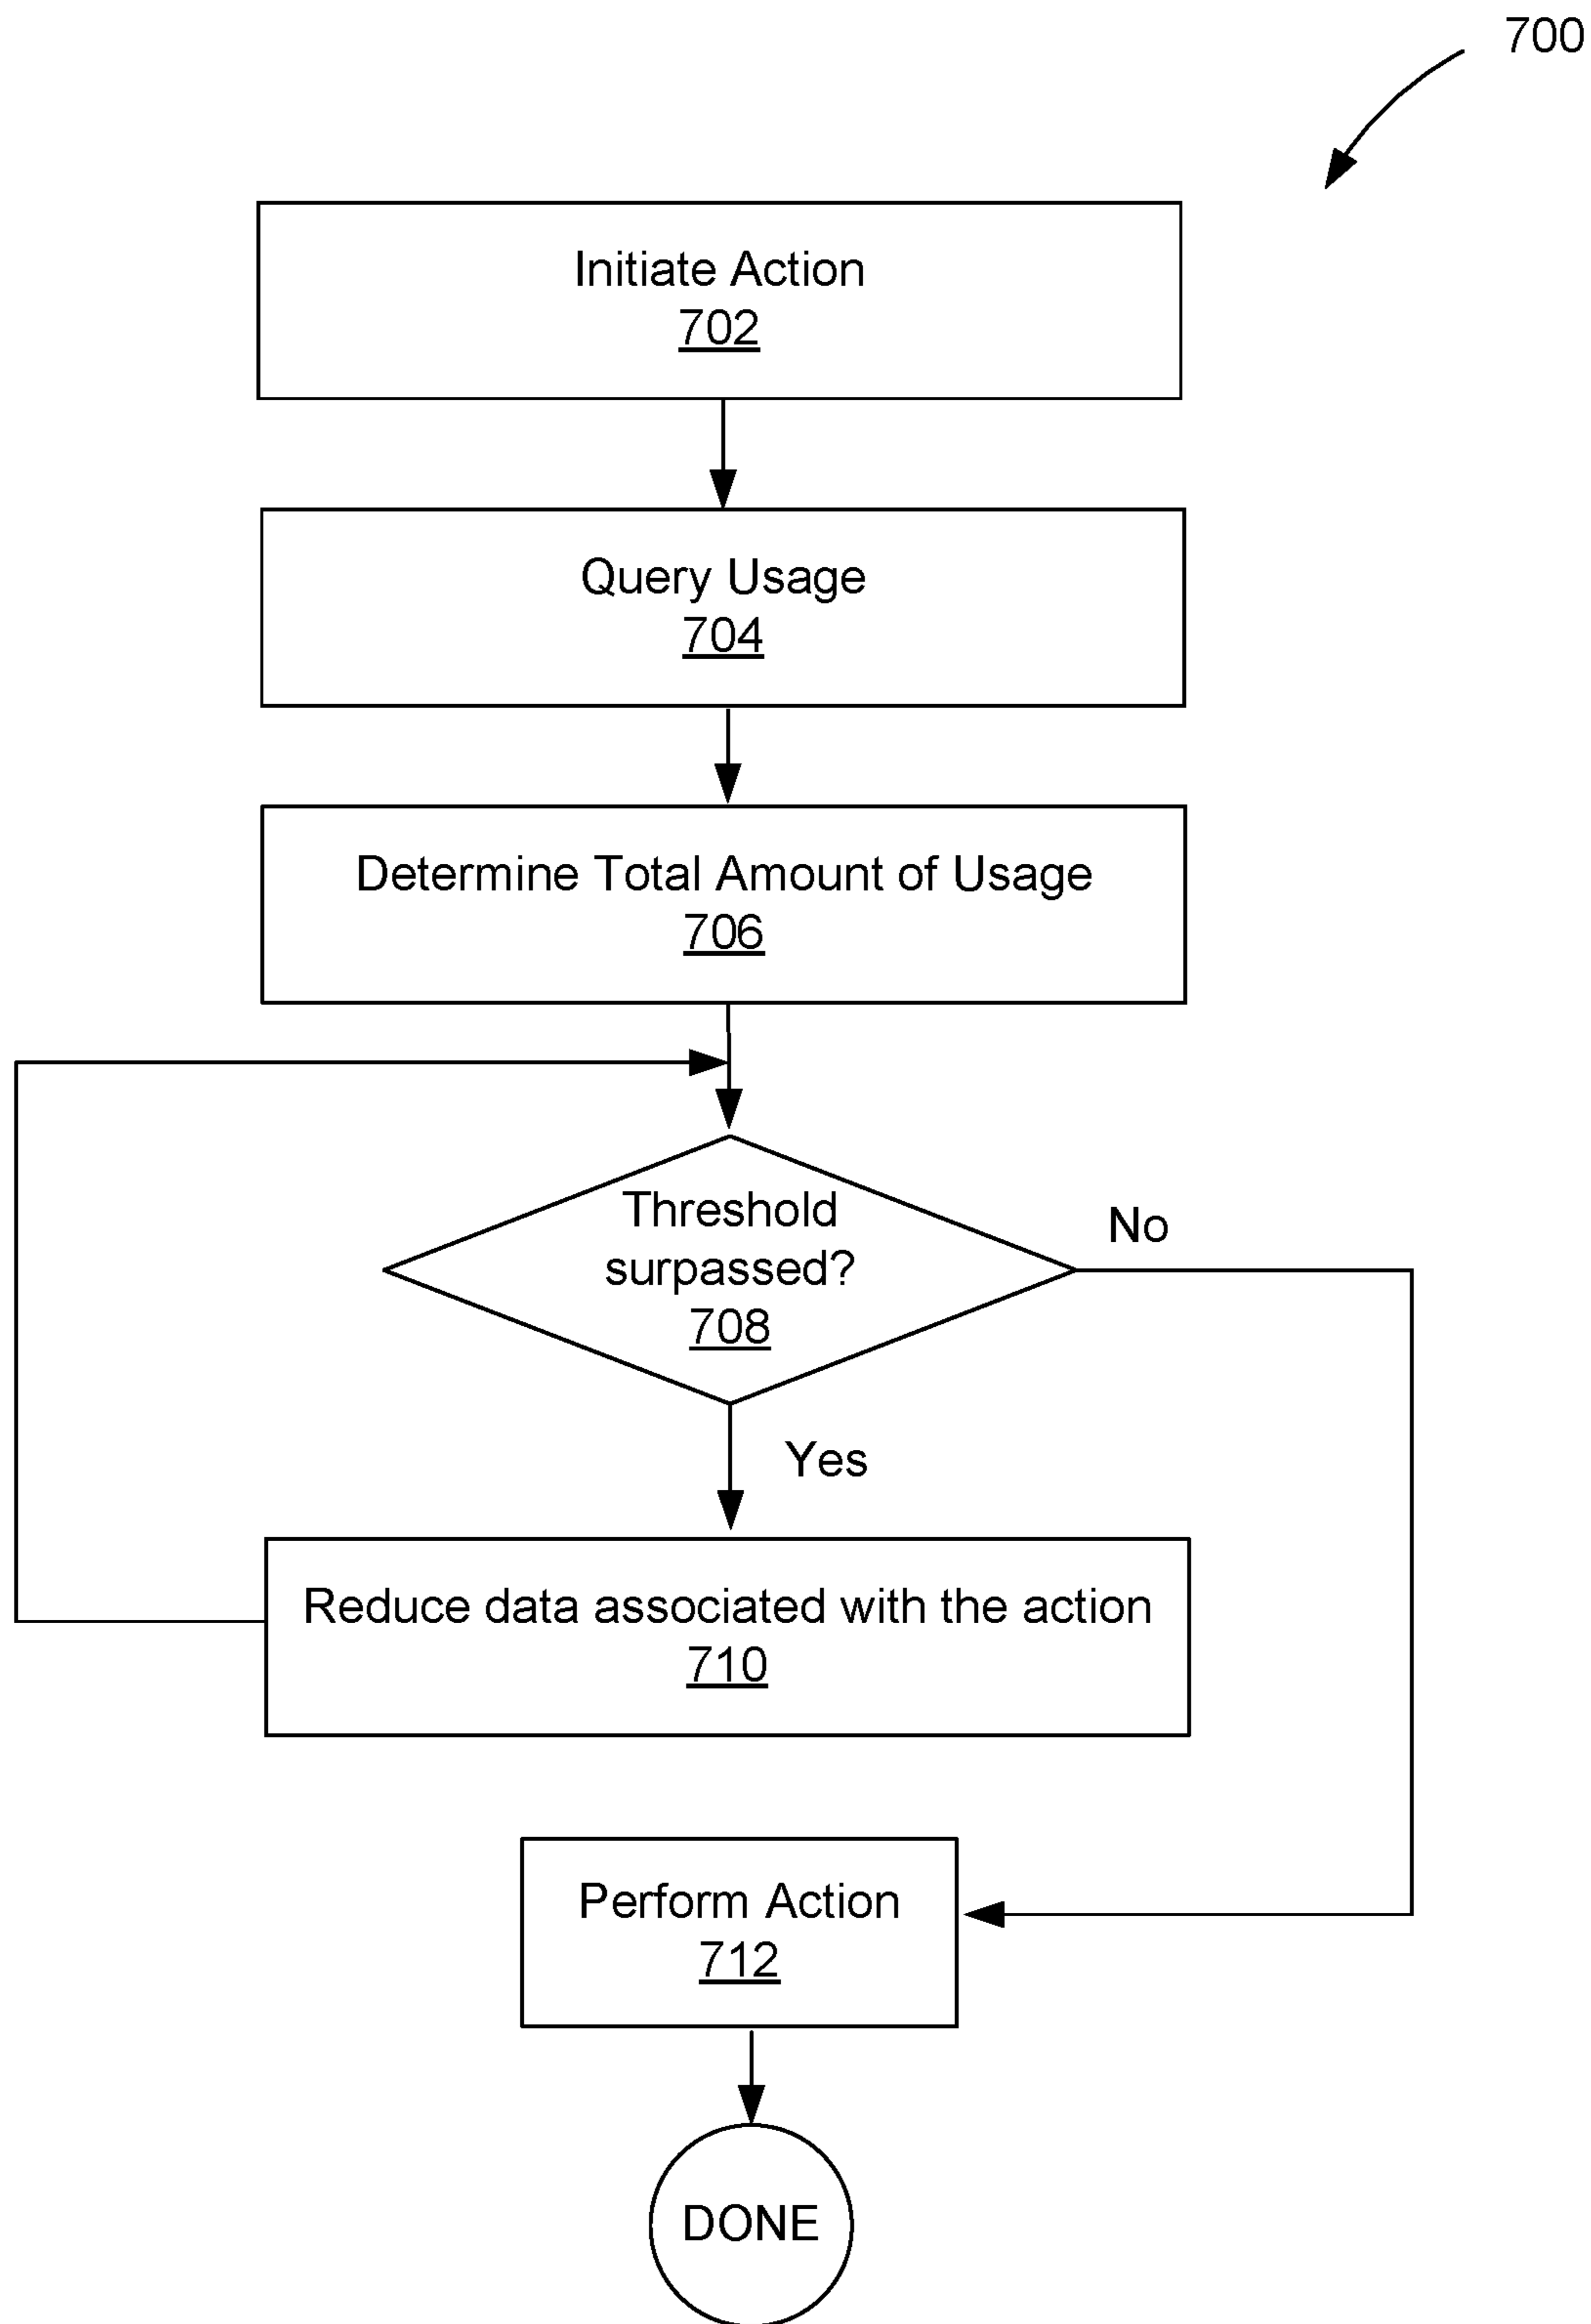 700
Initiate Action
702
Query Usage
704
Determine Total Amount of Usage
706
Threshold
surpassed?
708
No
Yes
Reduce data associated with the action
710
Perform Action
712
DONE